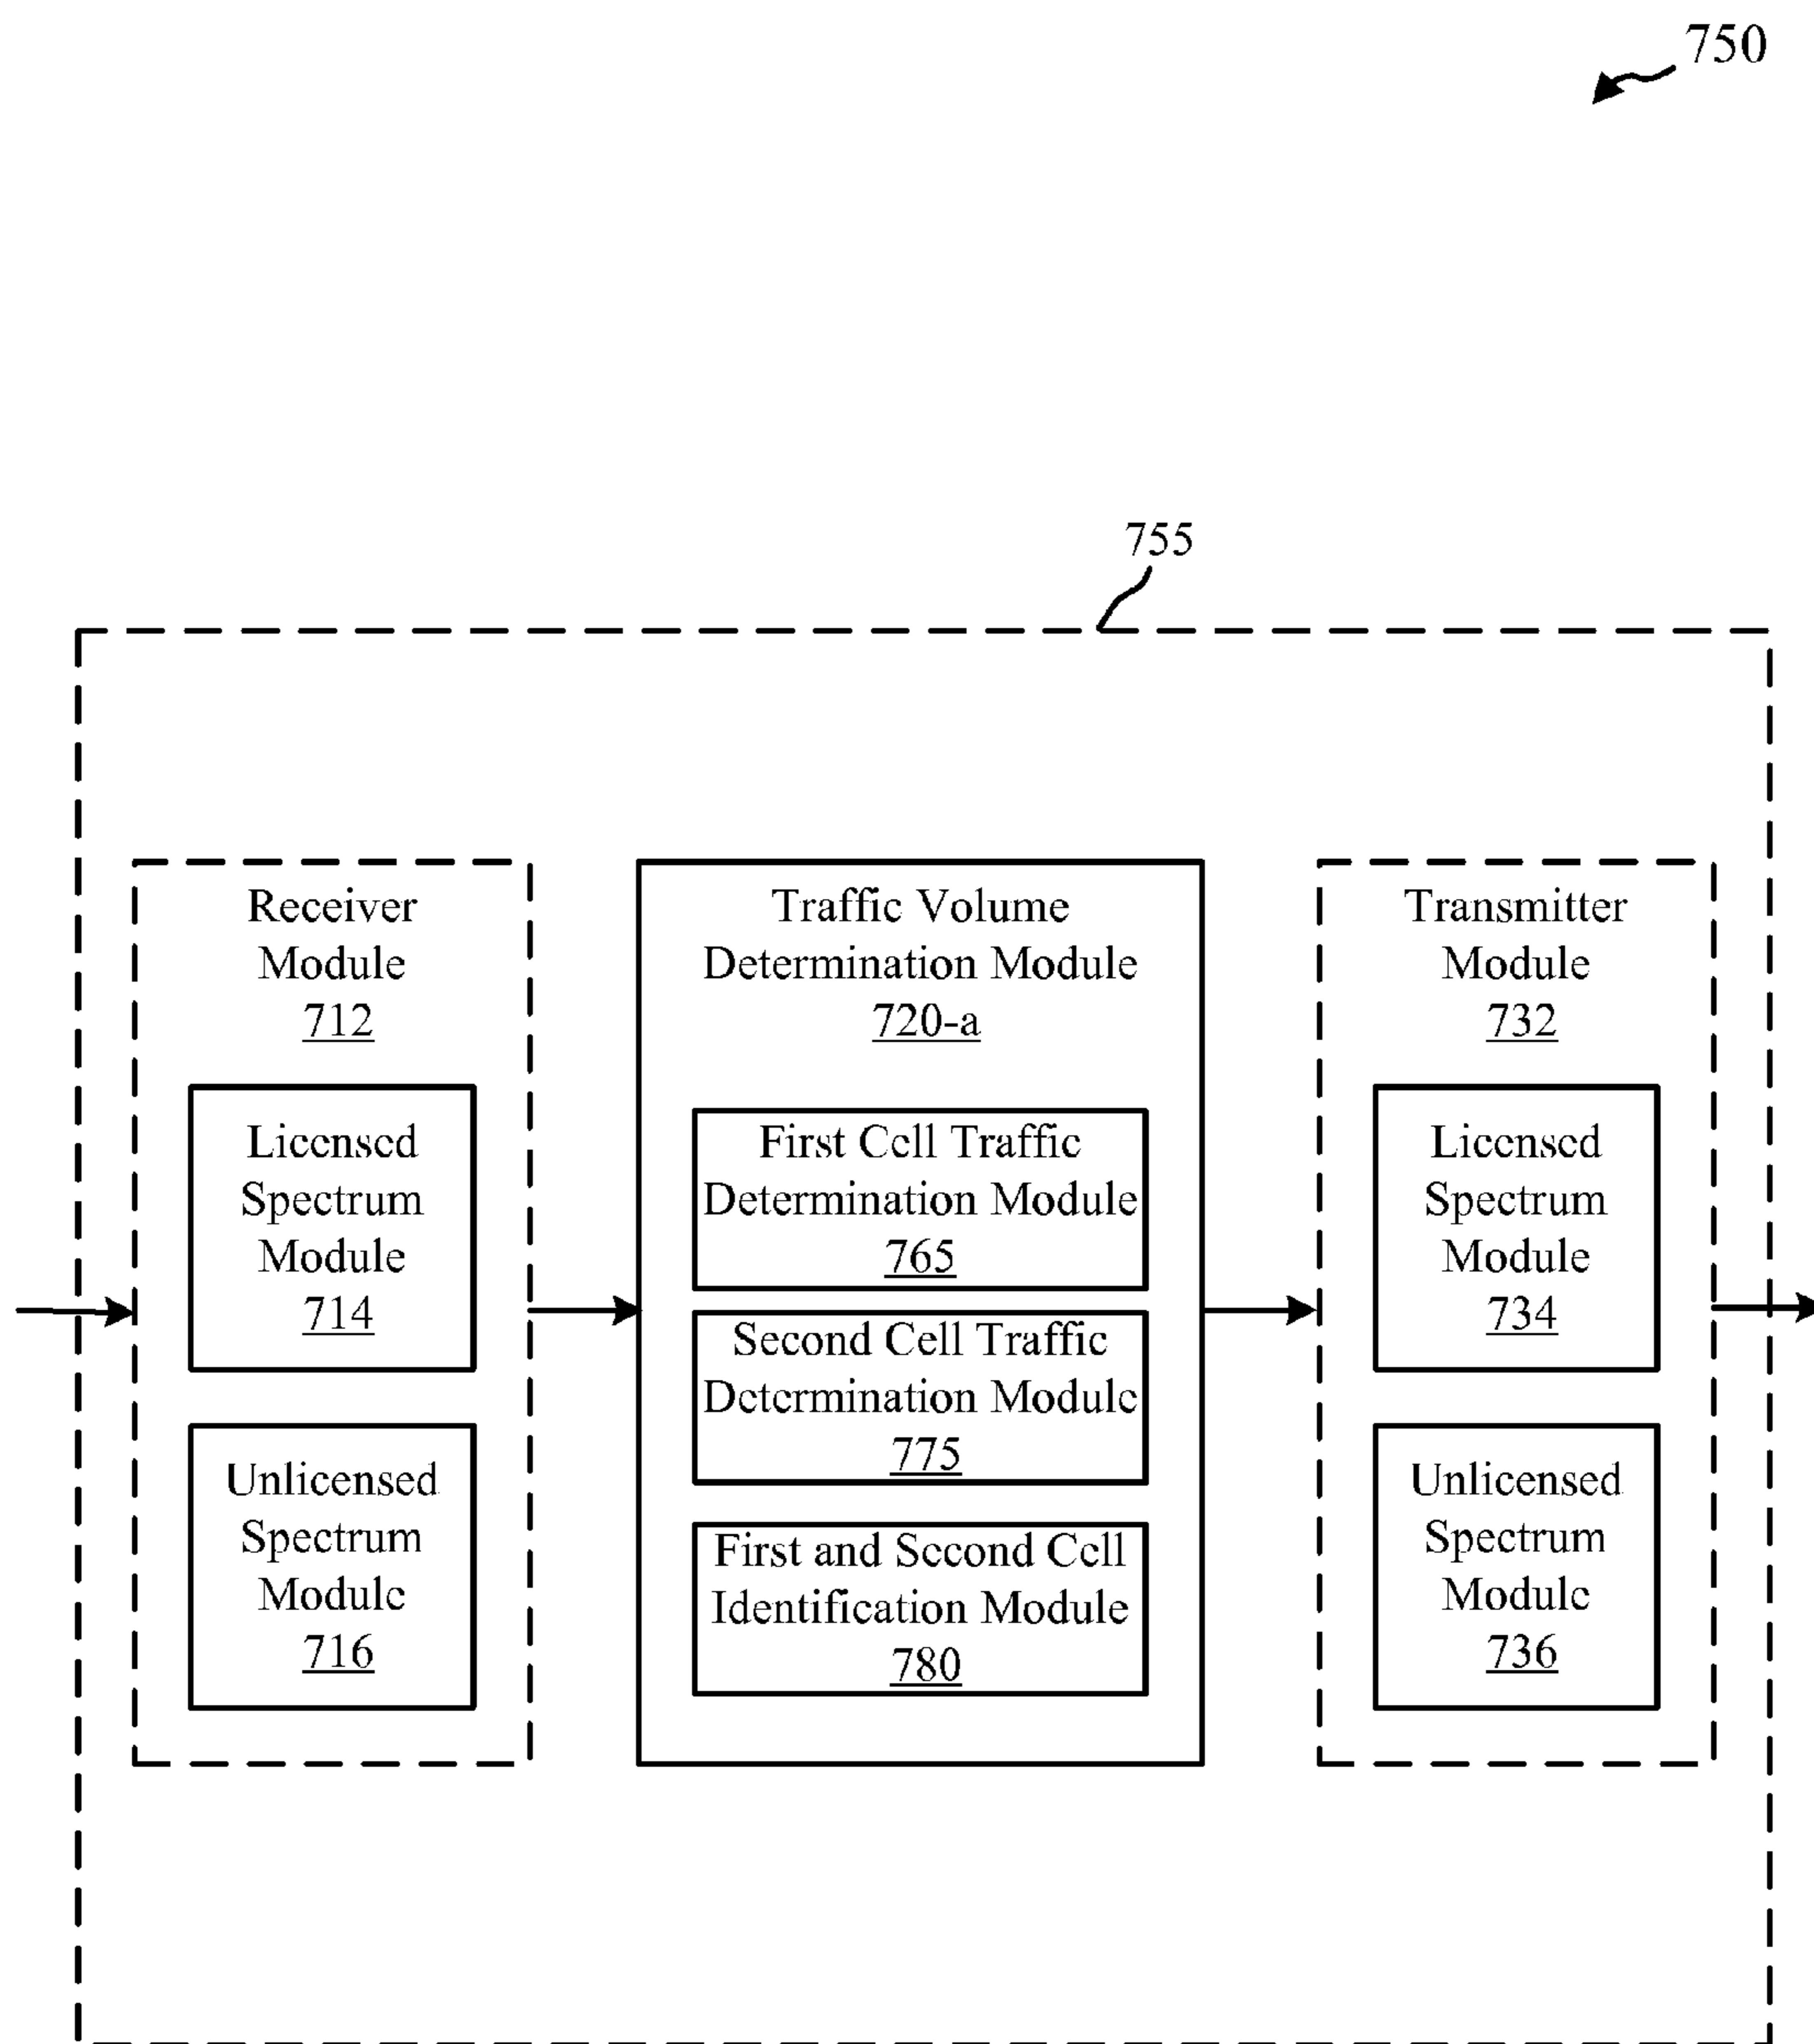 750
755
Receiver
Module
712
Licensed
Spectrum
Module
714
Unlicensed
Spectrum
Module
716
Traffic Volume
Determination Module
720-a
First Cell Traffic
Determination Module
765
Second Cell Traffic
Determination Module
775
First and Second Cell
Identification Module
780
Transmitter
Module
732
Licensed
Spectrum
Module
734
Unlicensed
Spectrum
Module
736